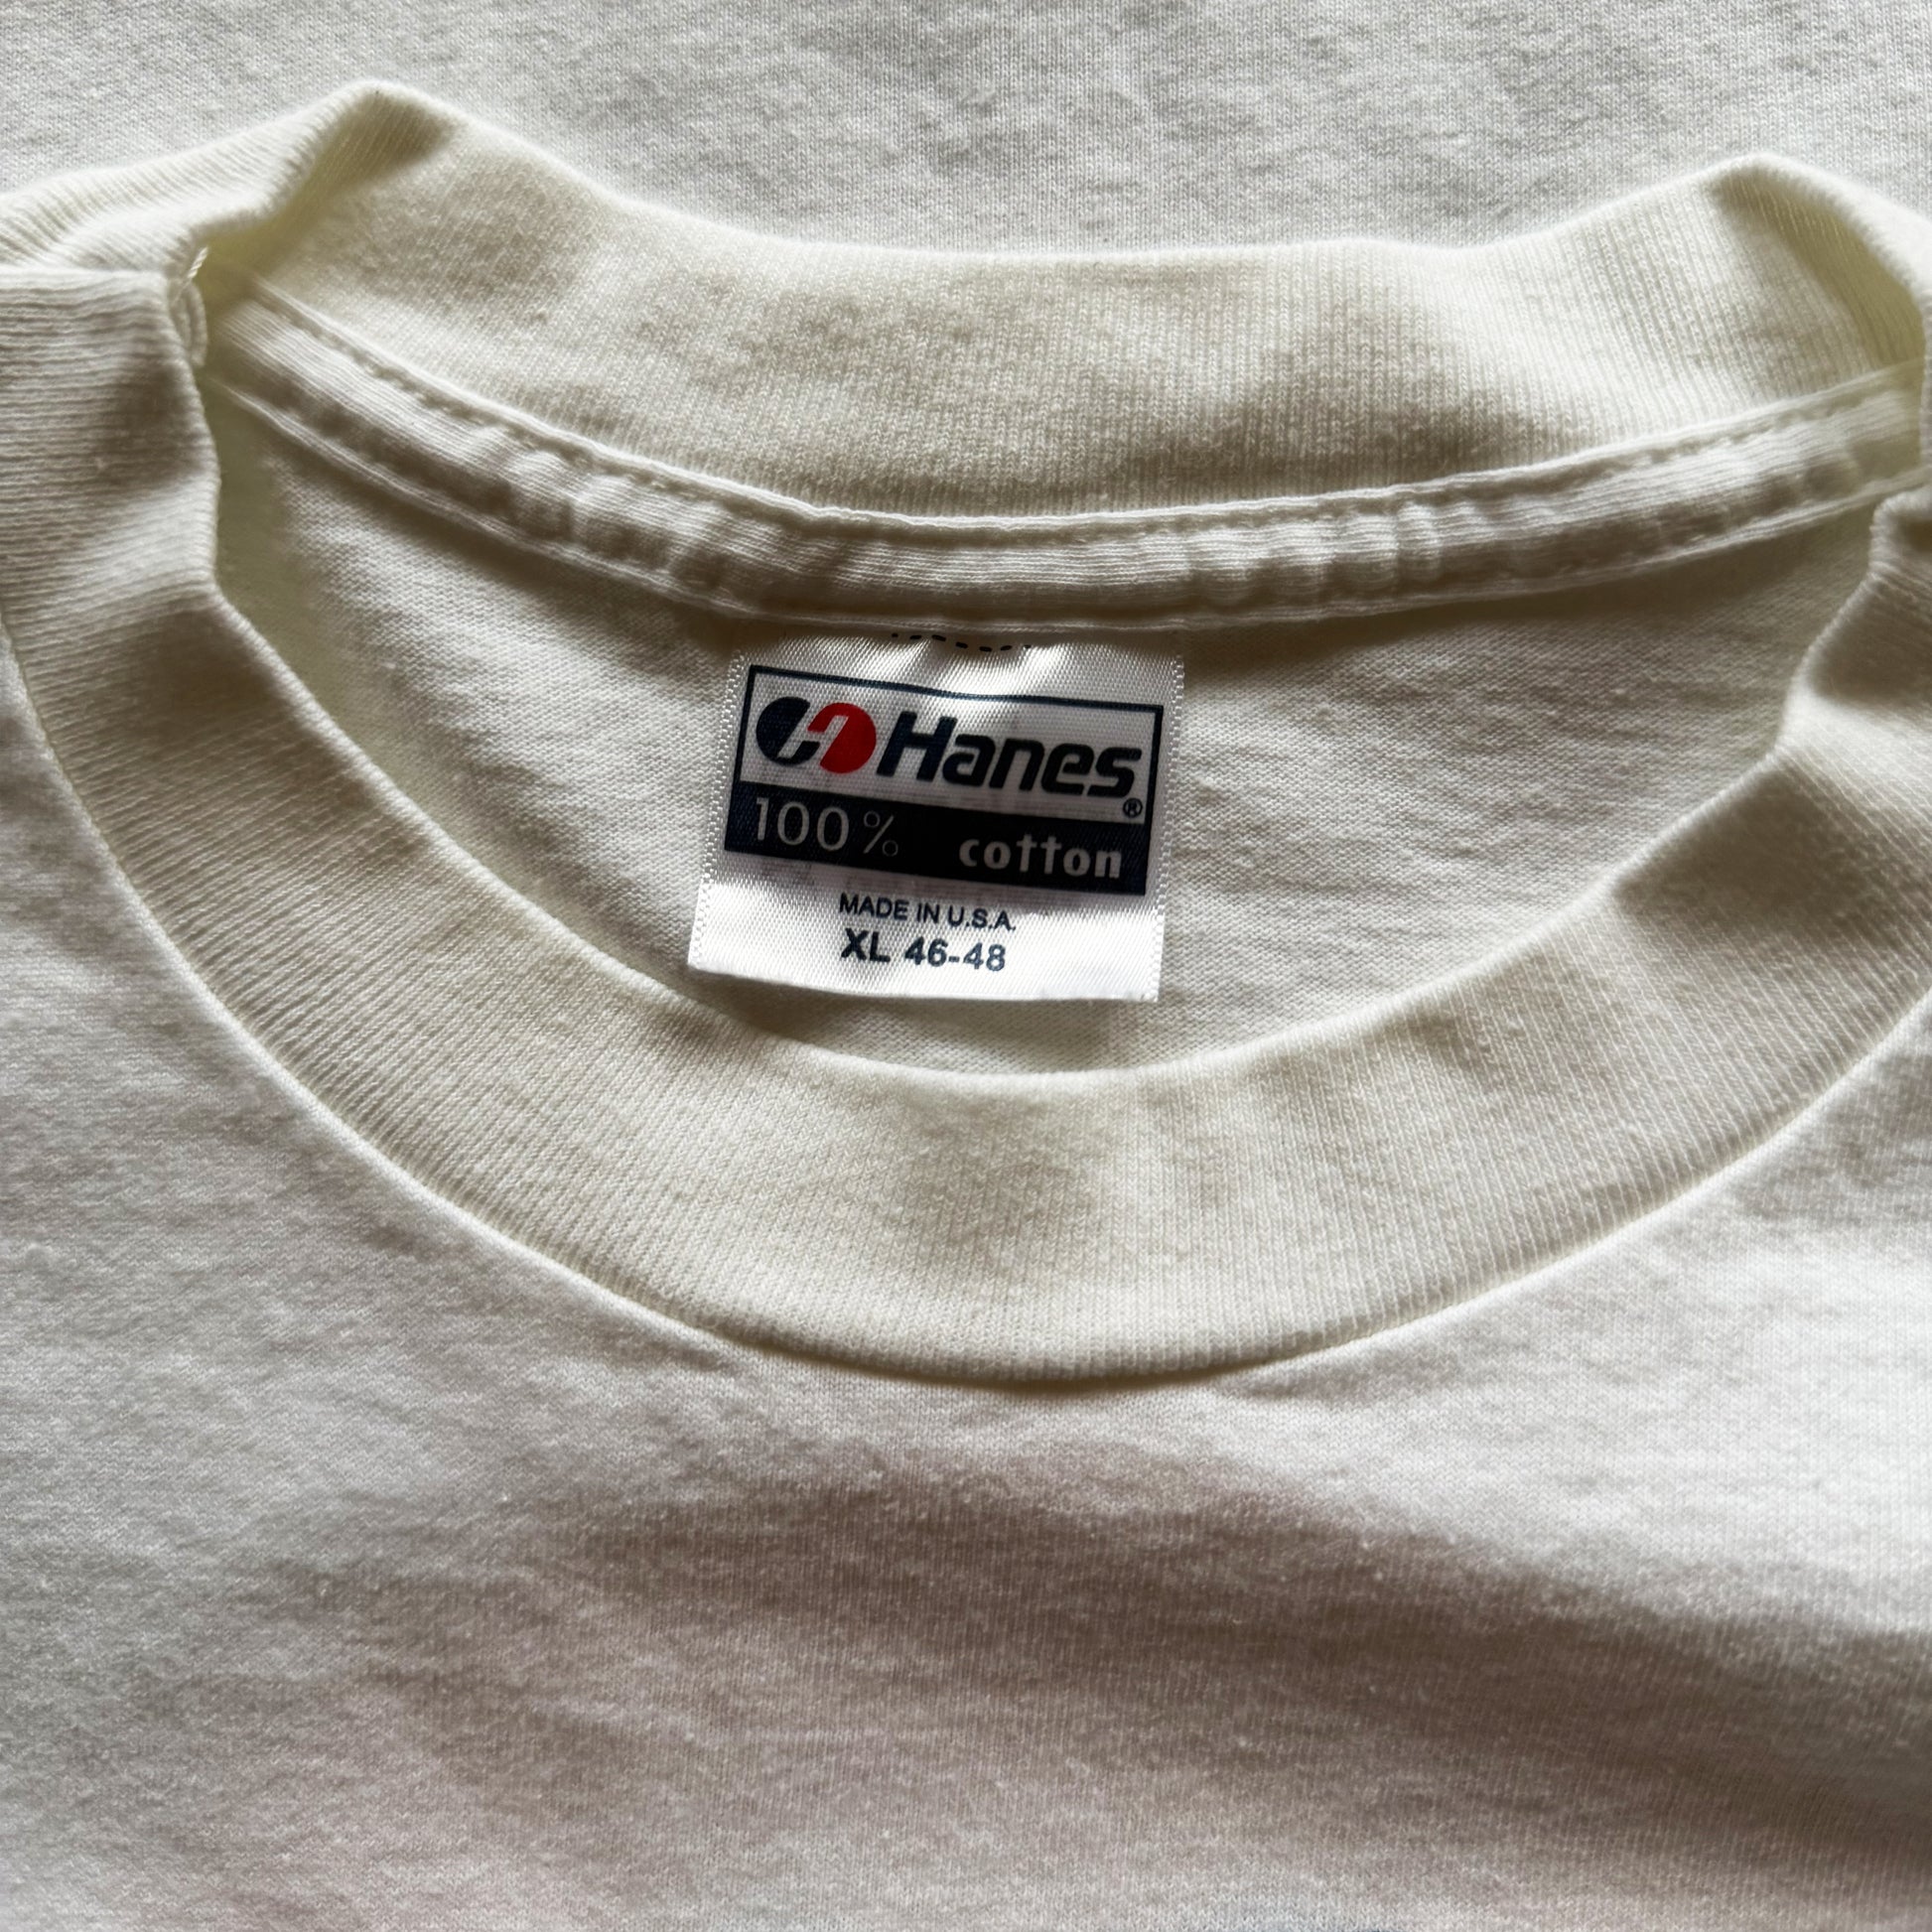 Hanes®
100% cotton
MADE IN U.S.A.
XL 46-48